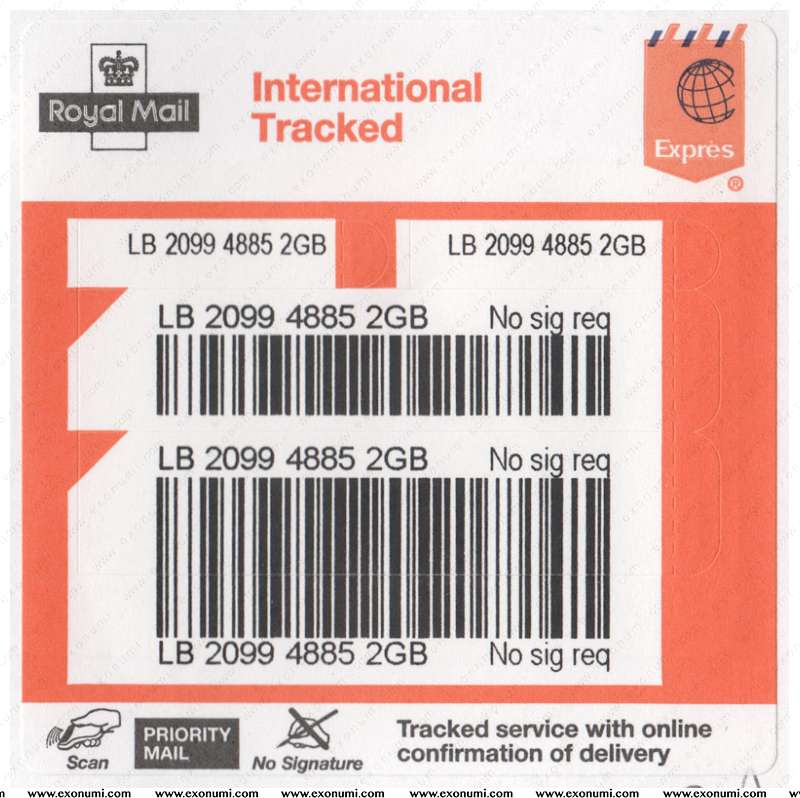 Royal Mail
International
Tracked
Exprès
®
LB 2099 4885 2GB
LB 2099 4885 2GB
LB 2099 4885 2GB No sig req
LB 2099 4885 2GB No sig req
LB 2099 4885 2GB No sig req
Scan
PRIORITY
MAIL
No Signature
Tracked service with online
confirmation of delivery
www.exonumi.com www.exonumi.com www.exonumi.com www.exonumi.com www.exonumi.com www.exonumi.com www.exonumi.com